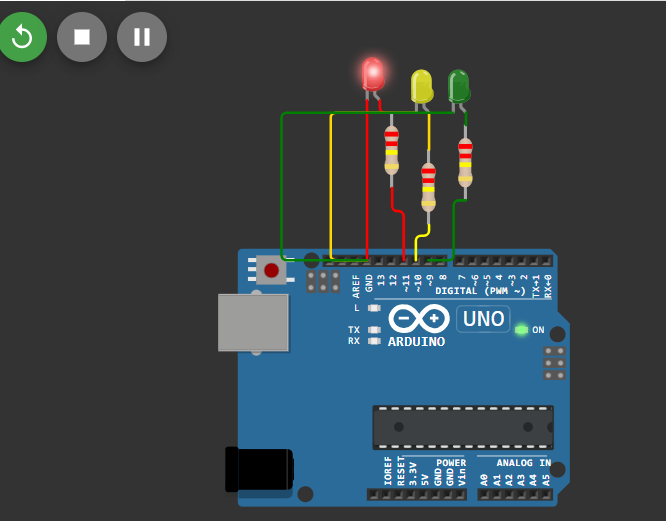 AREF
GND
13
12
~11
~10
~9
8
7
~6
~5
4
~3
2
TX→1
RX←0
DIGITAL (PWM ~)
L
UNO
ON
TX
RX
ARDUINO
POWER
ANALOG IN
IOREF
RESET
3.3V
5V
GND
GND
Vin
A0
A1
A2
A3
A4
A5